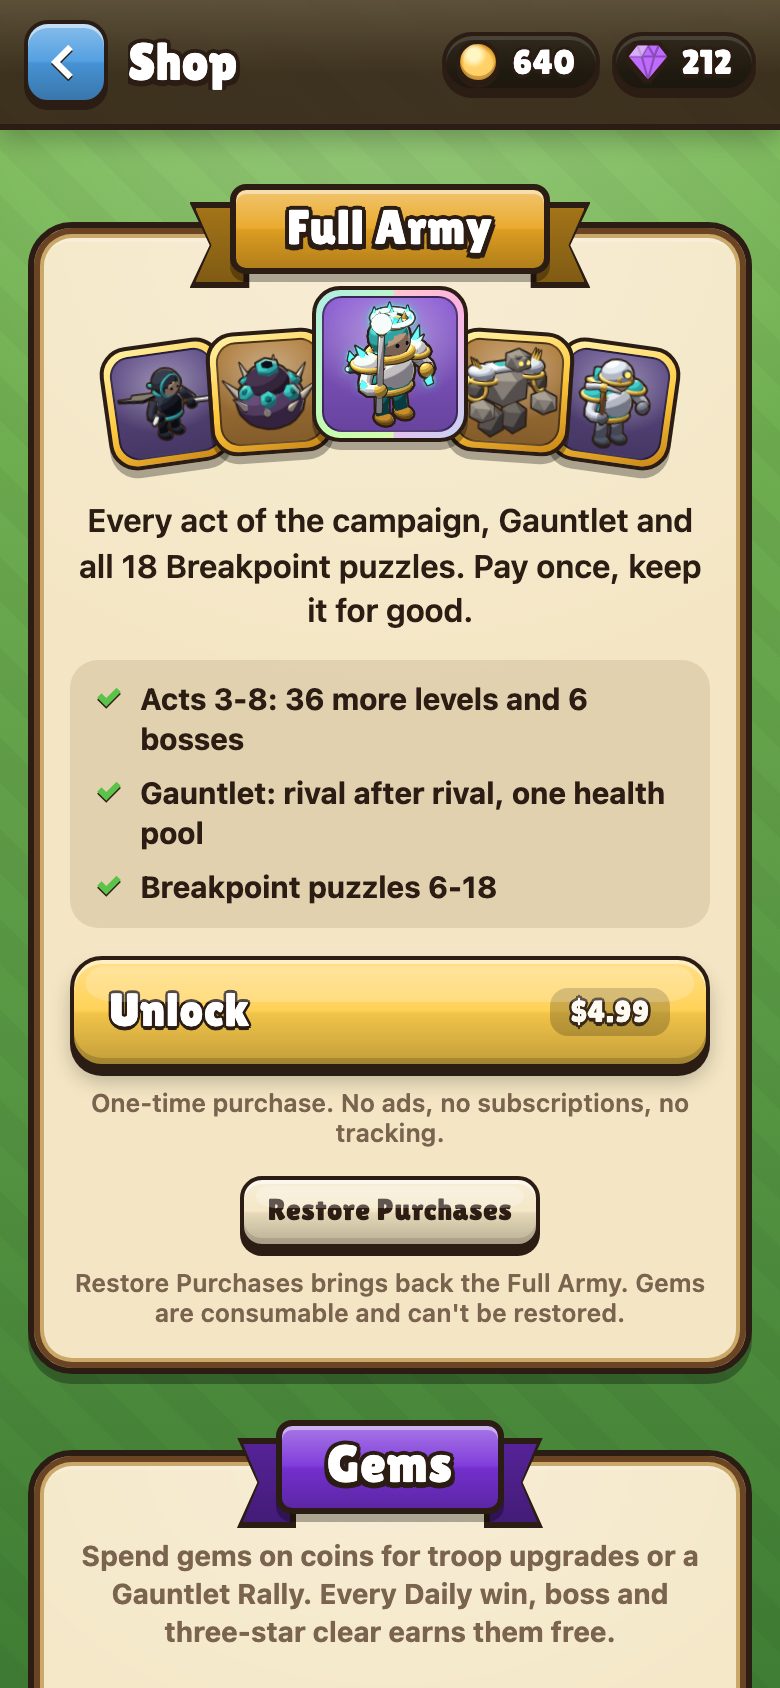 Shop
640
212
Full Army
Every act of the campaign, Gauntlet and
all 18 Breakpoint puzzles. Pay once, keep
it for good.
Acts 3-8: 36 more levels and 6
bosses
Gauntlet: rival after rival, one health
pool
Breakpoint puzzles 6-18
Unlock
$4.99
One-time purchase. No ads, no subscriptions, no
tracking.
Restore Purchases
Restore Purchases brings back the Full Army. Gems
are consumable and can't be restored.
Gems
Spend gems on coins for troop upgrades or a
Gauntlet Rally. Every Daily win, boss and
three-star clear earns them free.